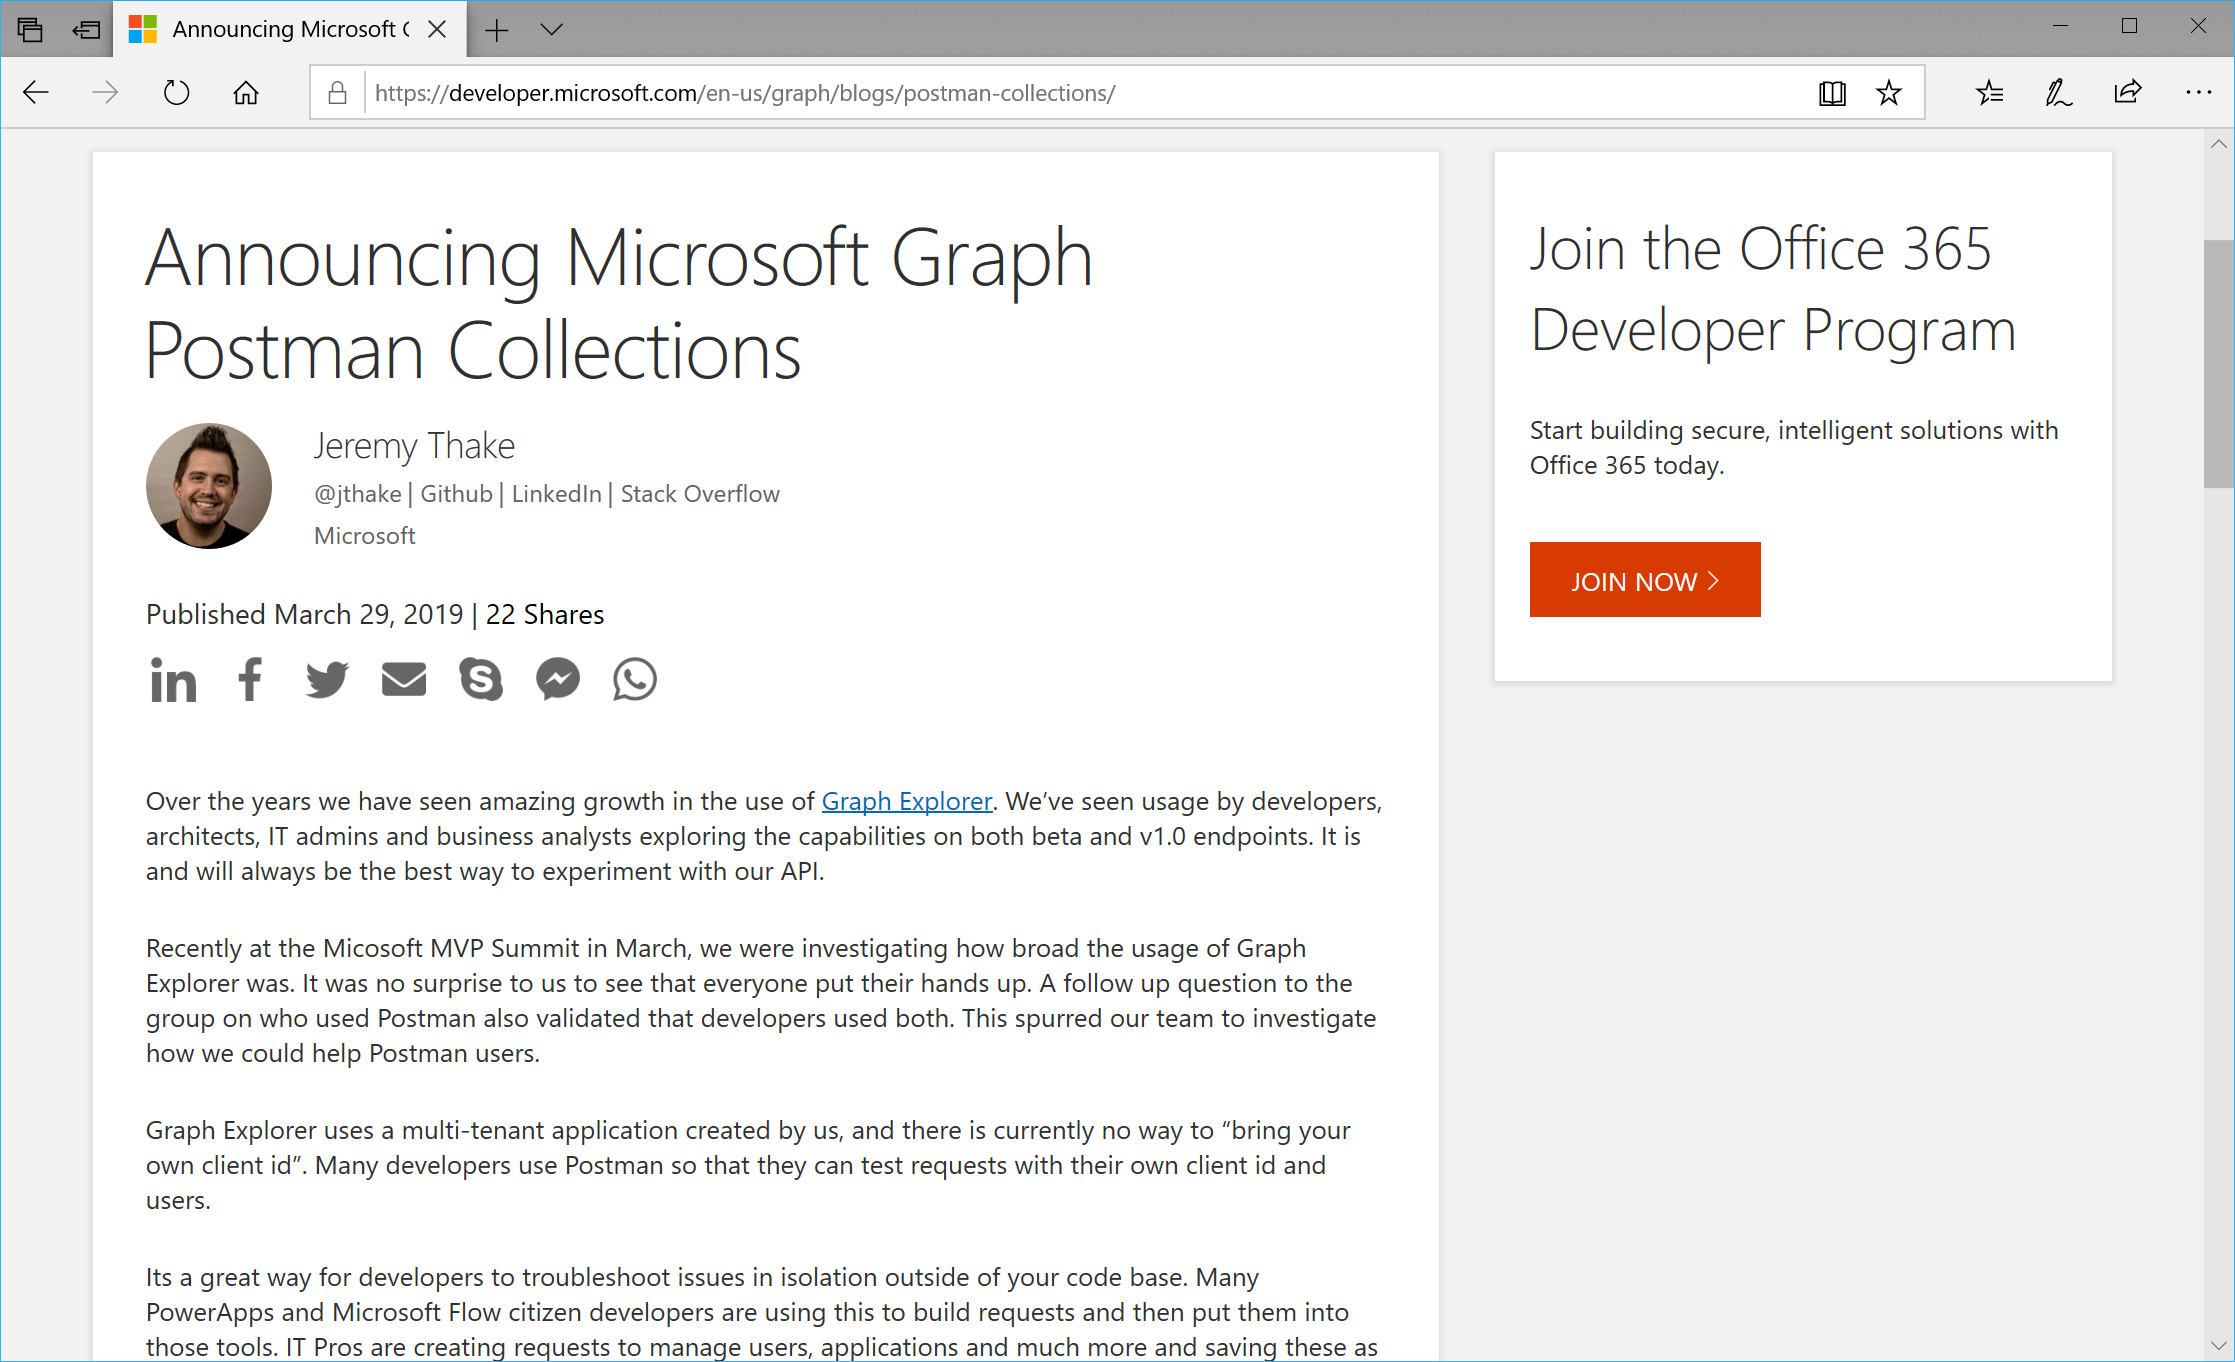 Announcing Microsoft
https://developer.microsoft.com/en-us/graph/blogs/postman-collections/
Announcing Microsoft Graph
Postman Collections
Jeremy Thake
@jthake | Github | LinkedIn | Stack Overflow
Microsoft
Published March 29, 2019 | 22 Shares
Over the years we have seen amazing growth in the use of Graph Explorer. We’ve seen usage by developers,
architects, IT admins and business analysts exploring the capabilities on both beta and v1.0 endpoints. It is
and will always be the best way to experiment with our API.
Recently at the Micosoft MVP Summit in March, we were investigating how broad the usage of Graph
Explorer was. It was no surprise to us to see that everyone put their hands up. A follow up question to the
group on who used Postman also validated that developers used both. This spurred our team to investigate
how we could help Postman users.
Graph Explorer uses a multi-tenant application created by us, and there is currently no way to “bring your
own client id”. Many developers use Postman so that they can test requests with their own client id and
users.
Its a great way for developers to troubleshoot issues in isolation outside of your code base. Many
PowerApps and Microsoft Flow citizen developers are using this to build requests and then put them into
those tools. IT Pros are creating requests to manage users, applications and much more and saving these as
Join the Office 365
Developer Program
Start building secure, intelligent solutions with
Office 365 today.
JOIN NOW >